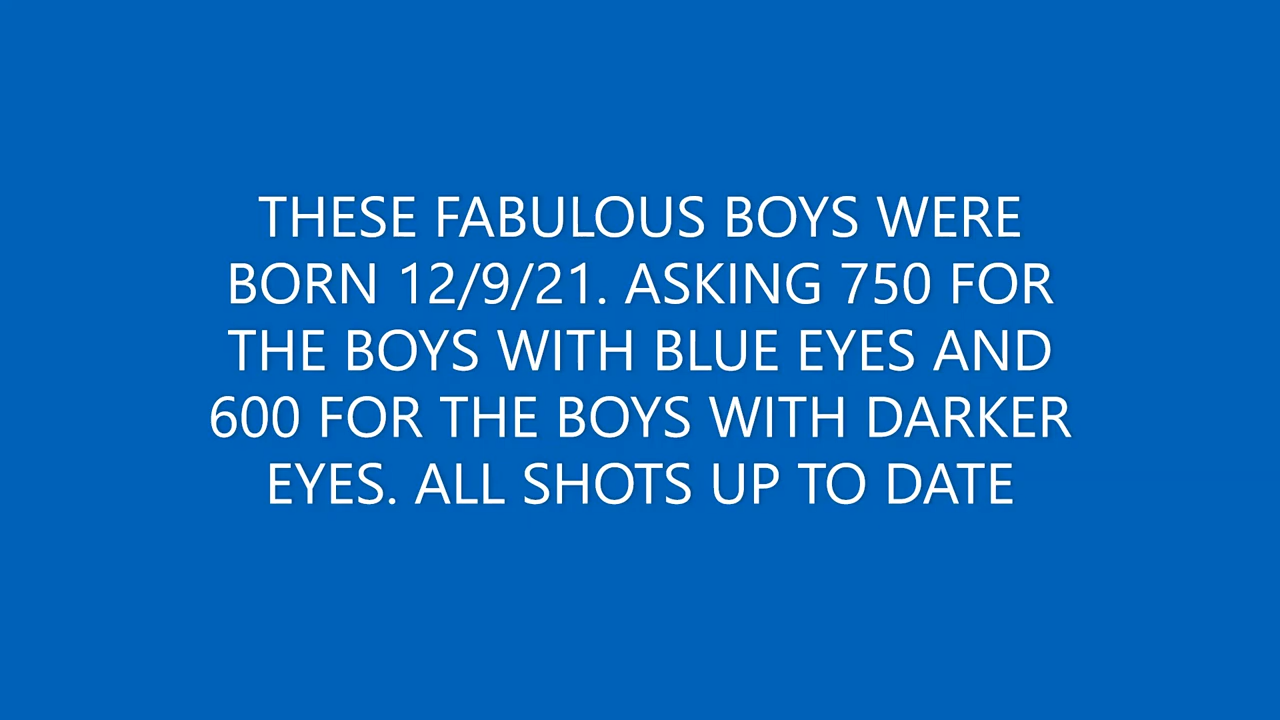 THESE FABULOUS BOYS WERE
BORN 12/9/21. ASKING 750 FOR
THE BOYS WITH BLUE EYES AND
600 FOR THE BOYS WITH DARKER
EYES. ALL SHOTS UP TO DATE